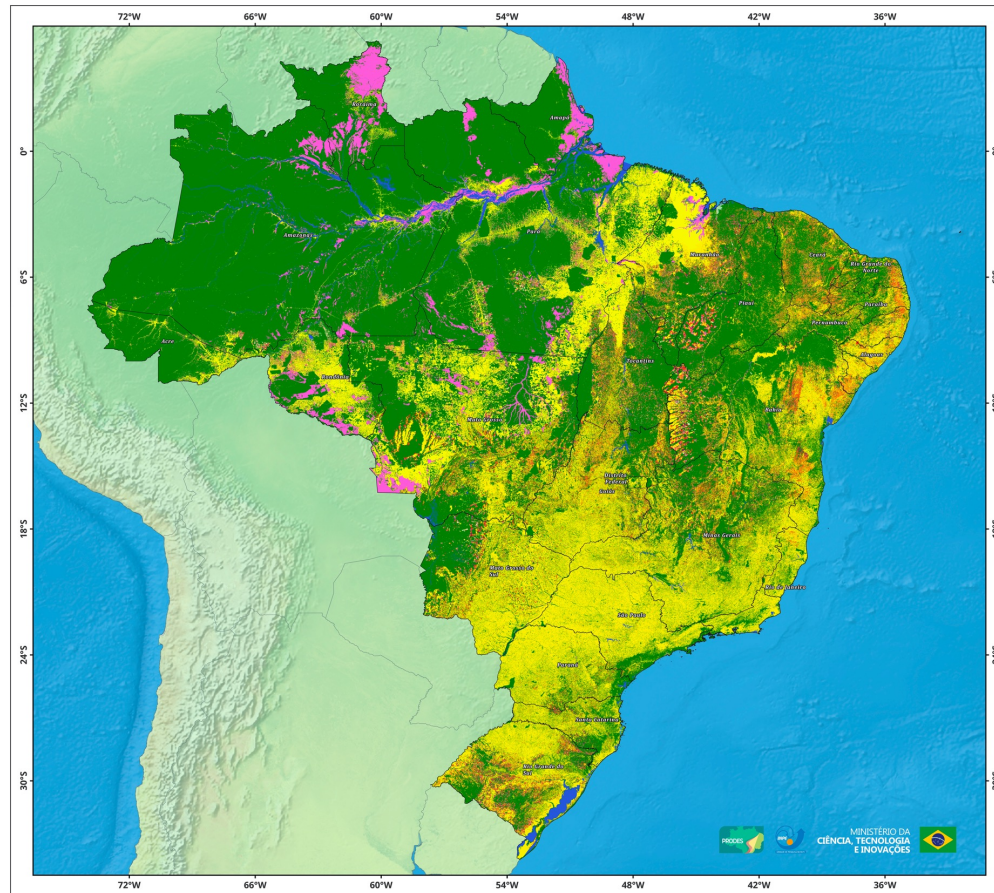 72°W 66°W 60°W 54°W 48°W 42°W 36°W
Roraima
Amapá
0°
Amazonas
Pará
Maranhão
Ceará
Rio Grande do
Norte
6°S
Piauí
Paraíba
Pernambuco
Acre
Alagoas
Tocantins
Rondônia
12°S
Bahia
Mato Grosso
Distrito
Federal
Goiás
18°S
Minas Gerais
Mato Grosso do
Sul
Rio de Janeiro
São Paulo
24°S
Paraná
Santa Catarina
Rio Grande do
Sul
30°S
PRODES
MINISTÉRIO DA
CIÊNCIA, TECNOLOGIA
E INOVAÇÕES
72°W 66°W 60°W 54°W 48°W 42°W 36°W